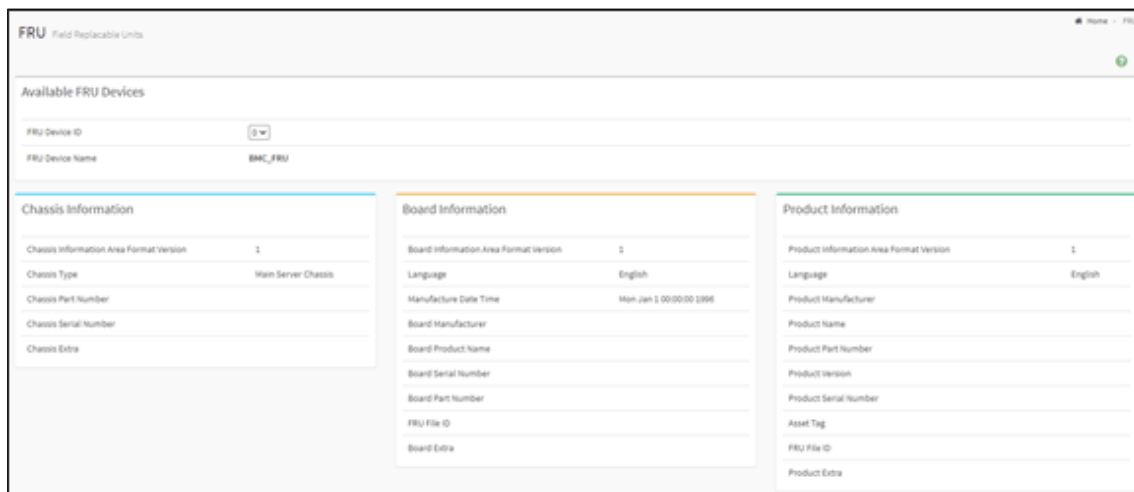 FRU Field Replacable Units
Home > FRU
Available FRU Devices
FRU Device ID 0
FRU Device Name BMC_FRU
Chassis Information
Chassis Information Area Format Version 1
Chassis Type Main Server Chassis
Chassis Part Number
Chassis Serial Number
Chassis Extra
Board Information
Board Information Area Format Version 1
Language English
Manufacture Date Time Mon Jan 1 00:00:00 1996
Board Manufacturer
Board Product Name
Board Serial Number
Board Part Number
FRU File ID
Board Extra
Product Information
Product Information Area Format Version 1
Language English
Product Manufacturer
Product Name
Product Part Number
Product Version
Product Serial Number
Asset Tag
FRU File ID
Product Extra